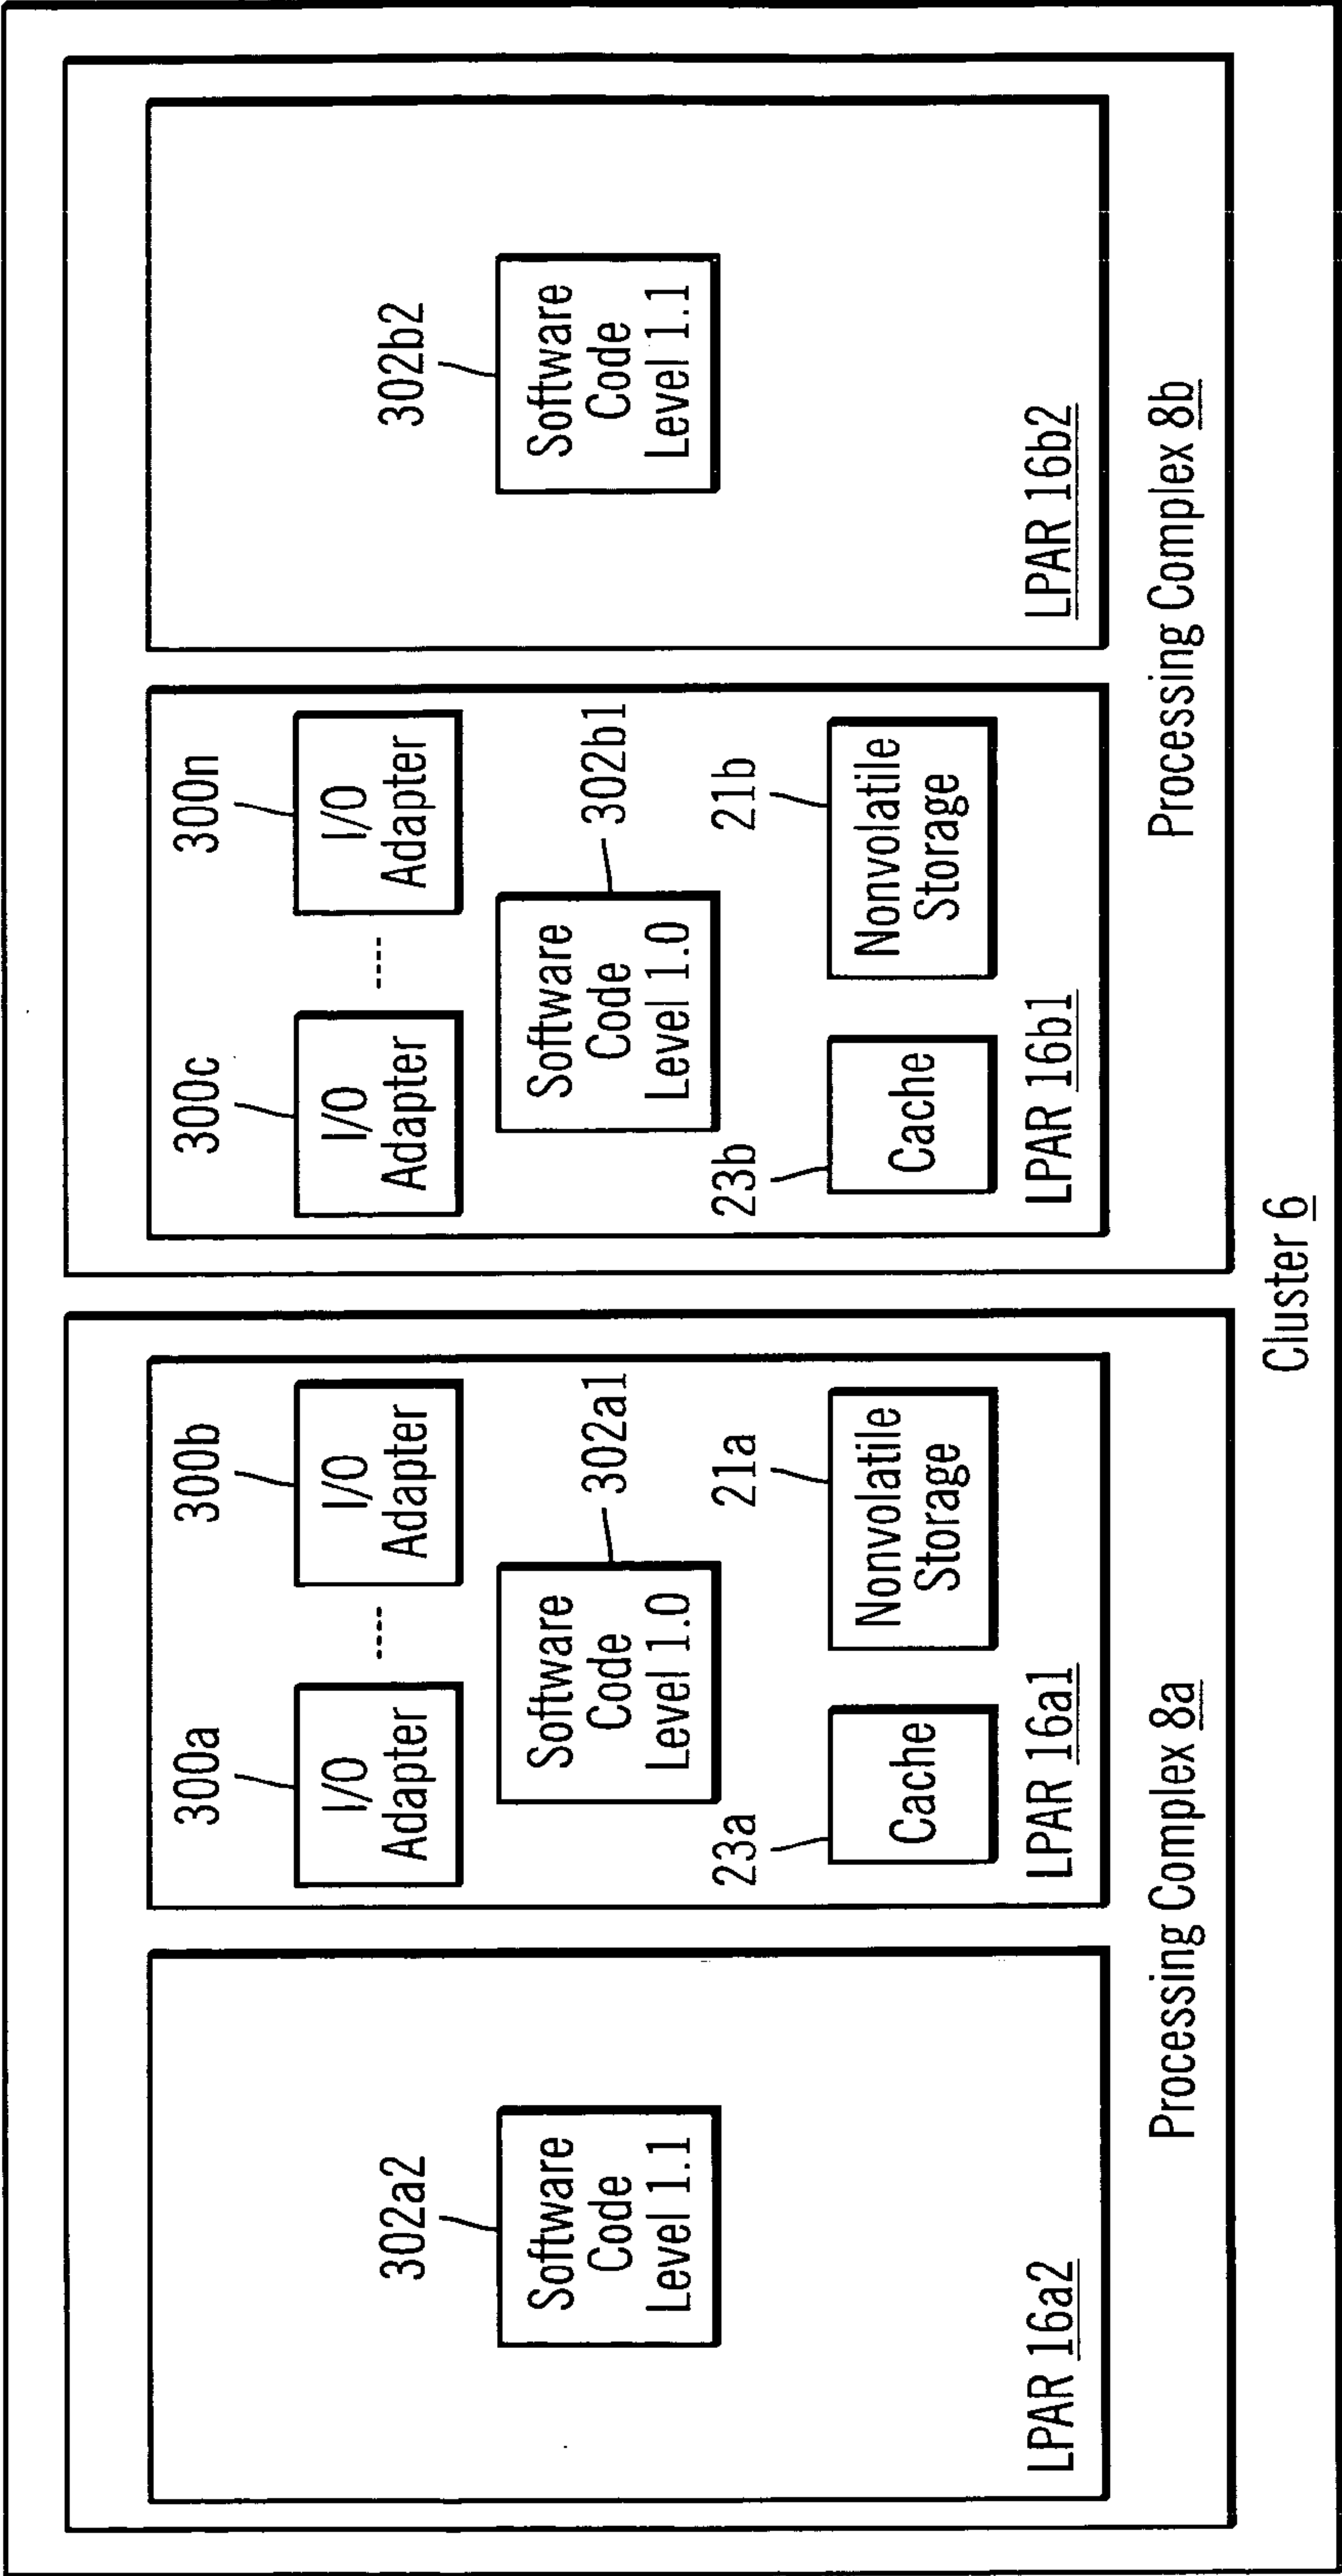 302a2
Software
Code
Level 1.1
LPAR 16a2
300a
I/O
Adapter
----
300b
I/O
Adapter
Software
Code
Level 1.0
302a1
23a
Cache
21a
Nonvolatile
Storage
LPAR 16a1
Processing Complex 8a
300c
I/O
Adapter
----
300n
I/O
Adapter
Software
Code
Level 1.0
302b1
23b
Cache
21b
Nonvolatile
Storage
LPAR 16b1
302b2
Software
Code
Level 1.1
LPAR 16b2
Processing Complex 8b
Cluster 6